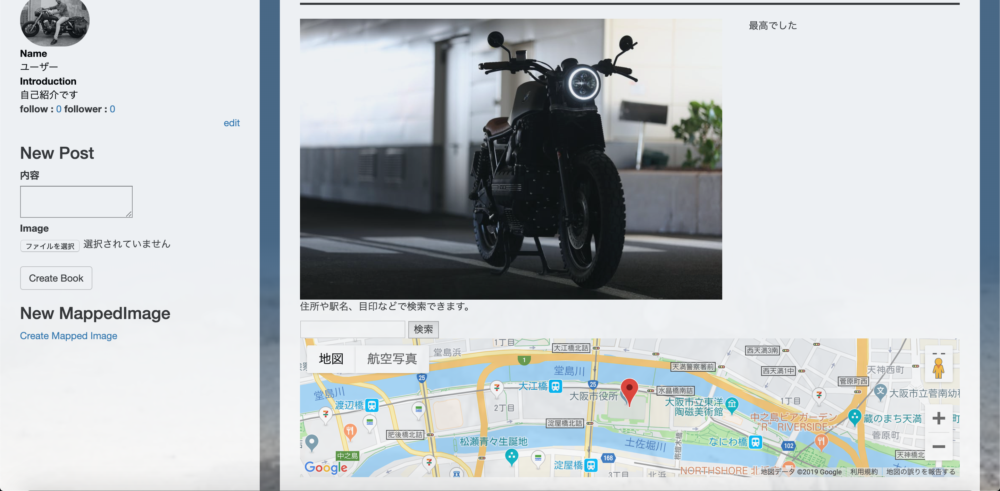 Name
ユーザー
Introduction
自己紹介です
follow : 0 follower : 0
edit
New Post
内容
Image
ファイルを選択 選択されていません
Create Book
New MappedImage
Create Mapped Image
最高でした
BMW
住所や駅名、目印などで検索できます。
検索
地図 航空写真
堂島浜
1丁目
大江橋北詰
西天満3南
1
天満警察署前
西天満1中
天神西町
堂島川
25
大江橋
25
菅原町西
堂島川
大阪市役所
水晶橋南詰
大阪市立菅南幼
渡辺橋
2丁目
大阪市立東洋
陶磁美術館
1丁目
淀屋橋北詰
中之島ビアガーデン
“R” RIVERSIDE…
蔵のまち天満
町
肥後橋北詰
菅原町
松瀬青々生誕地
土佐堀川
栴檀木橋
なにわ橋
102
中之島
天神橋北
168
淀屋橋
Google
3丁目
北浜
NORTHSHORE 北
地図データ ©2019 Google 利用規約 地図の誤りを報告する